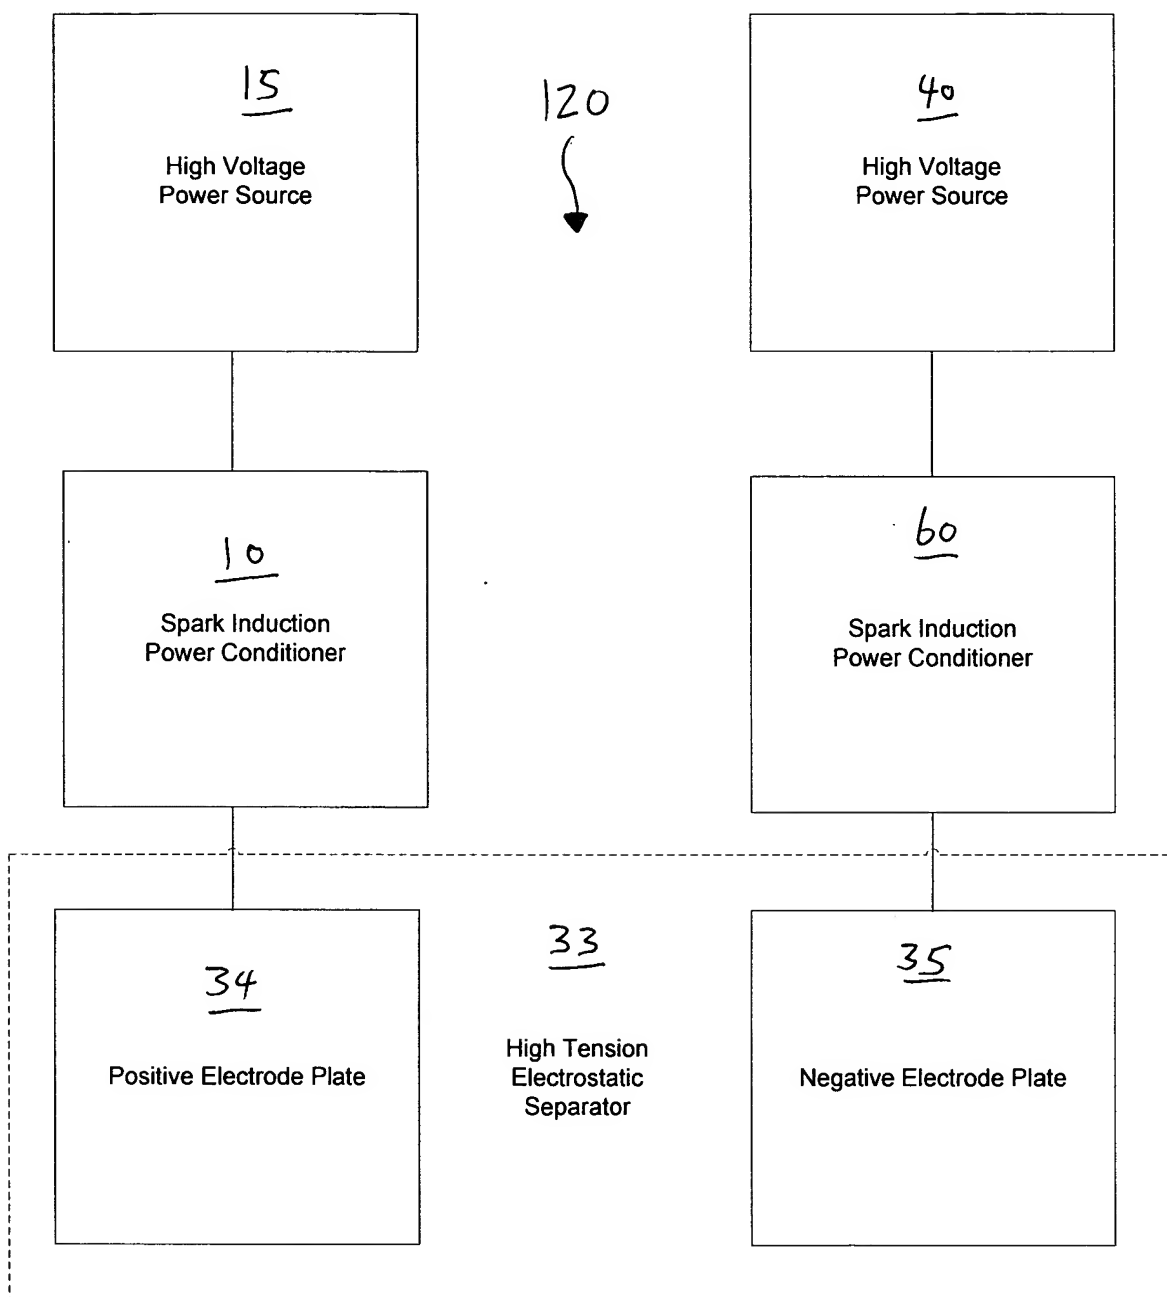 15
High Voltage
Power Source
120
40
High Voltage
Power Source
10
Spark Induction
Power Conditioner
60
Spark Induction
Power Conditioner
34
Positive Electrode Plate
33
High Tension
Electrostatic
Separator
35
Negative Electrode Plate